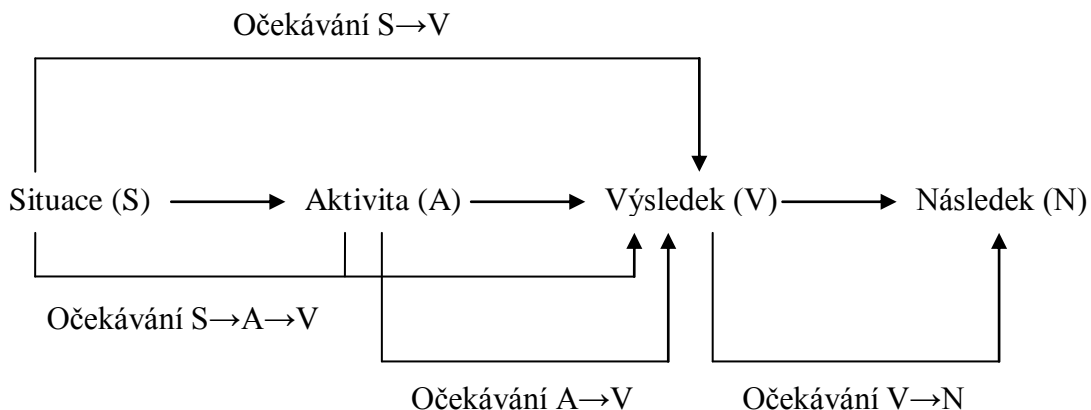 Očekávání S→V
Situace (S) Aktivita (A) Výsledek (V) Následek (N)
Očekávání S→A→V
Očekávání A→V Očekávání V→N